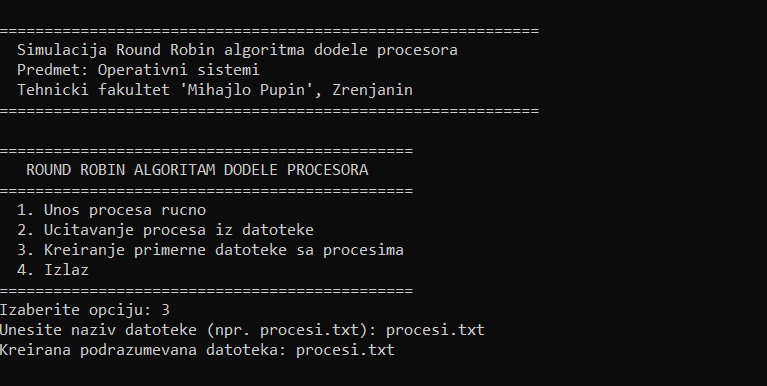 ============================================================
Simulacija Round Robin algoritma dodele procesora
Predmet: Operativni sistemi
Tehnicki fakultet 'Mihajlo Pupin', Zrenjanin
============================================================
==============================================
ROUND ROBIN ALGORITAM DODELE PROCESORA
==============================================
1. Unos procesa rucno
2. Ucitavanje procesa iz datoteke
3. Kreiranje primerne datoteke sa procesima
4. Izlaz
==============================================
Izaberite opciju: 3
Unesite naziv datoteke (npr. procesi.txt): procesi.txt
Kreirana podrazumevana datoteka: procesi.txt